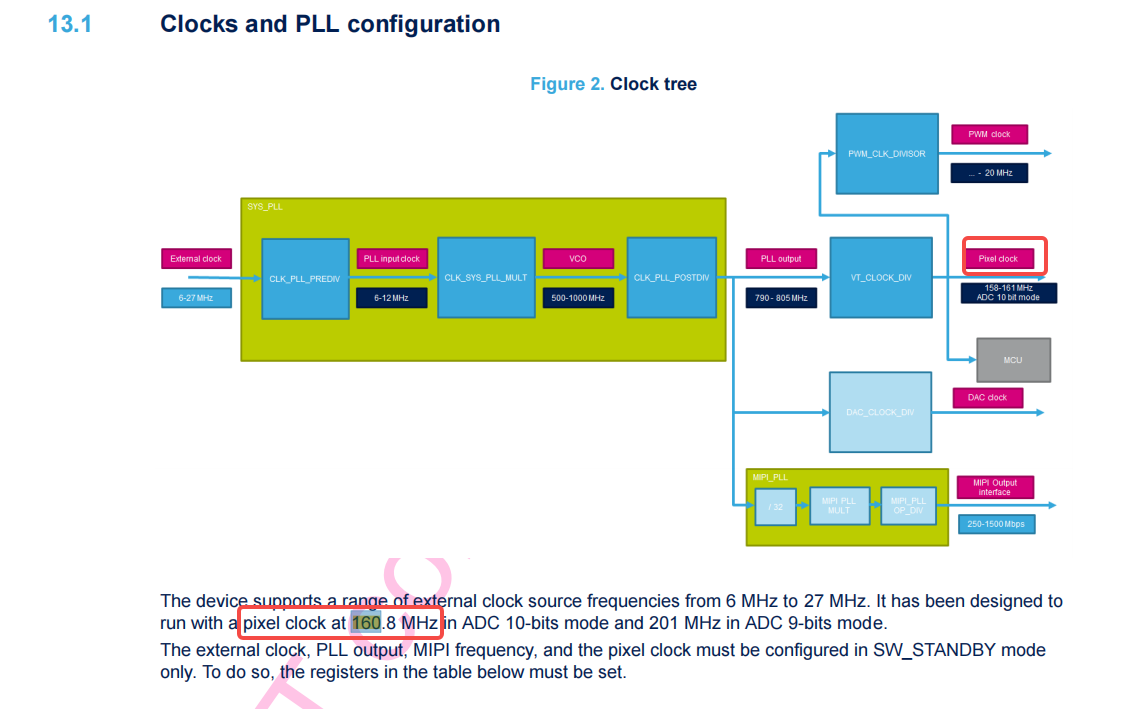 13.1 Clocks and PLL configuration
Figure 2. Clock tree
PWM_CLK_DIVISOR
PWM clock
... - 20 MHz
SYS_PLL
External clock
6-27 MHz
CLK_PLL_PREDIV
PLL input clock
6-12 MHz
CLK_SYS_PLL_MULT
VCO
500-1000 MHz
CLK_PLL_POSTDIV
PLL output
790 - 805 MHz
VT_CLOCK_DIV
Pixel clock
158-161 MHz
ADC 10 bit mode
MCU
DAC_CLOCK_DIV
DAC clock
MIPI_PLL
/ 32
MIPI PLL
MULT
MIPI_PLL
OP_DIV
MIPI Output
interface
250-1500 Mbps
The device supports a range of external clock source frequencies from 6 MHz to 27 MHz. It has been designed to
run with a pixel clock at 160.8 MHz in ADC 10-bits mode and 201 MHz in ADC 9-bits mode.
The external clock, PLL output, MIPI frequency, and the pixel clock must be configured in SW_STANDBY mode
only. To do so, the registers in the table below must be set.